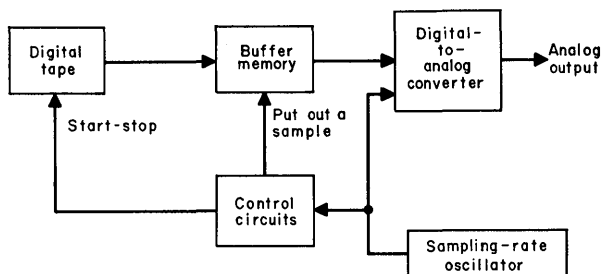 Digital
tape
Buffer
memory
Digital-
to-
analog
converter
Analog
output
Start-stop
Put out a
sample
Control
circuits
Sampling-rate
oscillator